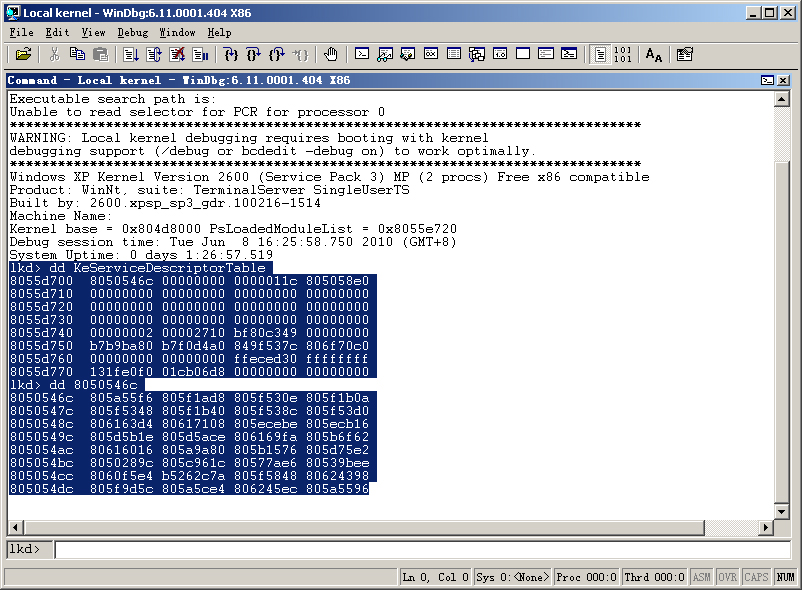 Local kernel - WinDbg:6.11.0001.404 X86
File Edit View Debug Window Help
101
101
AA
Command - Local kernel - WinDbg:6.11.0001.404 X86
Executable search path is:
Unable to read selector for PCR for processor 0
*******************************************************************************
WARNING: Local kernel debugging requires booting with kernel
debugging support (/debug or bcdedit -debug on) to work optimally.
*******************************************************************************
Windows XP Kernel Version 2600 (Service Pack 3) MP (2 procs) Free x86 compatible
Product: WinNt, suite: TerminalServer SingleUserTS
Built by: 2600.xpsp_sp3_gdr.100216-1514
Machine Name:
Kernel base = 0x804d8000 PsLoadedModuleList = 0x8055e720
Debug session time: Tue Jun  8 16:25:58.750 2010 (GMT+8)
System Uptime: 0 days 1:26:57.519
lkd> dd KeServiceDescriptorTable
8055d700  8050546c 00000000 0000011c 805058e0
8055d710  00000000 00000000 00000000 00000000
8055d720  00000000 00000000 00000000 00000000
8055d730  00000000 00000000 00000000 00000000
8055d740  00000002 00002710 bf80c349 00000000
8055d750  b7b9ba80 b7f0d4a0 849f537c 806f70c0
8055d760  00000000 00000000 ffeced30 ffffffff
8055d770  131fe0f0 01cb06d8 00000000 00000000
lkd> dd 8050546c
8050546c  805a55f6 805f1ad8 805f530e 805f1b0a
8050547c  805f5348 805f1b40 805f538c 805f53d0
8050548c  806163d4 80617108 805ecebe 805ecb16
8050549c  805d5b1e 805d5ace 806169fa 805b6f62
805054ac  80616016 805a9a80 805b1576 805d75e2
805054bc  8050289c 805c961c 80577ae6 80539bee
805054cc  8060f5e4 b5262c7a 805f5848 80624398
805054dc  805f9d5c 805a5ce4 806245ec 805a5596
lkd>
Ln 0, Col 0 Sys 0:<None> Proc 000:0 Thrd 000:0 ASM OVR CAPS NUM